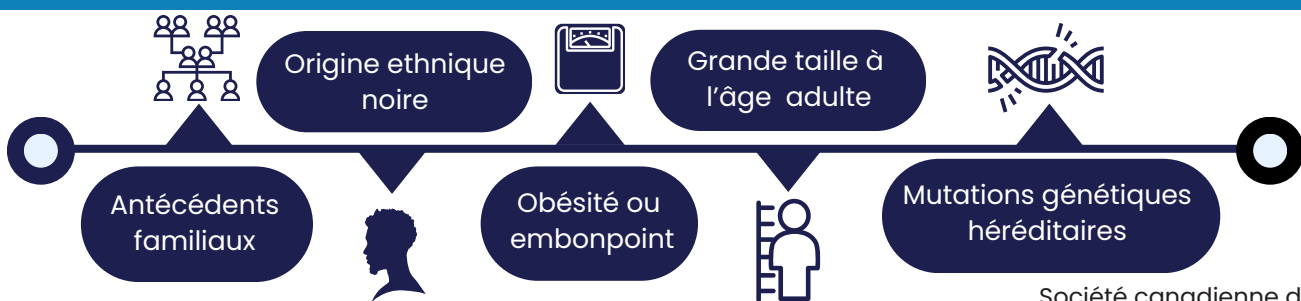 Origine ethnique
noire
Grande taille à
l'âge adulte
Antécédents
familiaux
Obésité ou
embonpoint
Mutations génétiques
héréditaires
Société canadienne